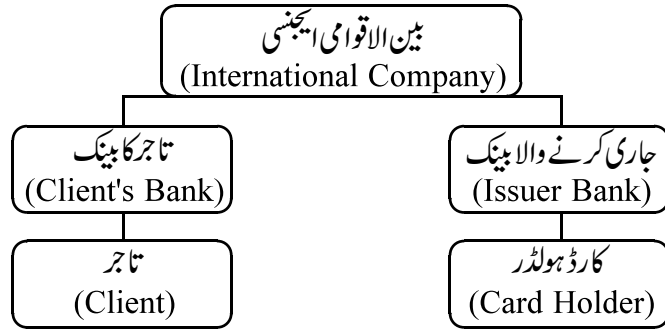 بین الاقوامی ایجنسی
(International Company)
تاجر کا بینک
(Client's Bank)
جاری کرنے والا بینک
(Issuer Bank)
تاجر
(Client)
کارڈ ہولڈر
(Card Holder)